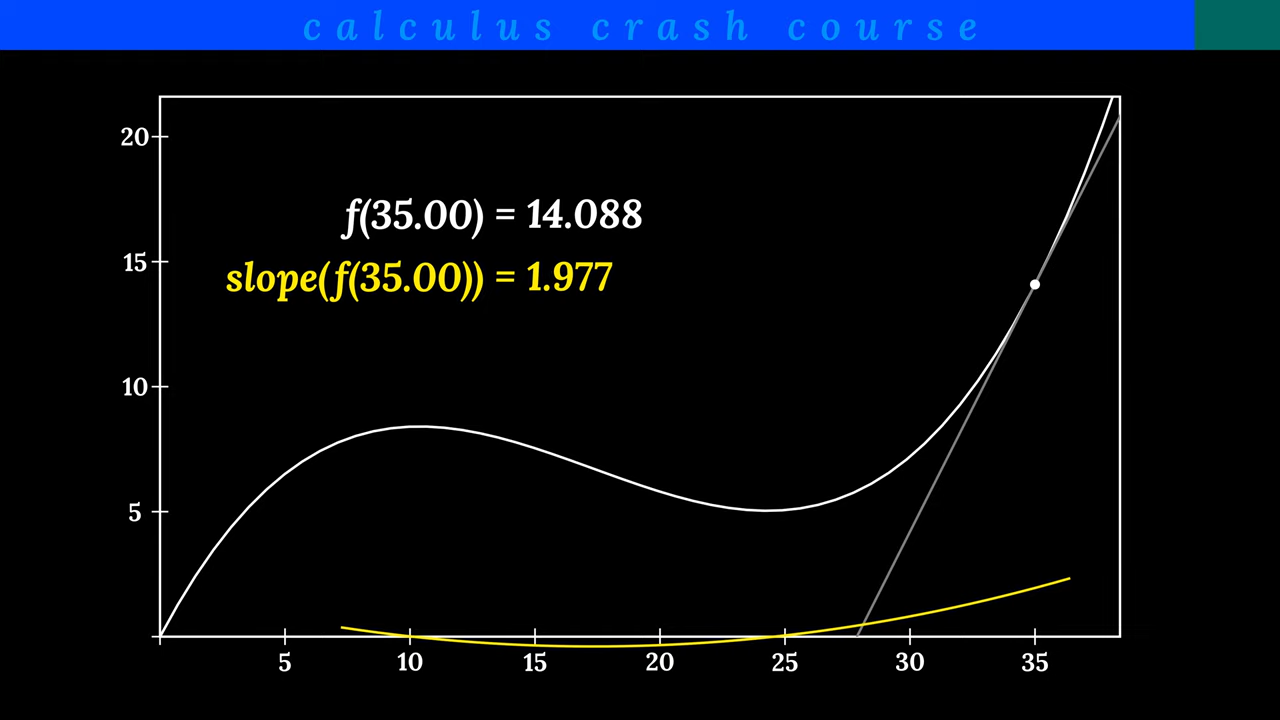 calculus crash course
20
f(35.00) = 14.088
15
slope(f(35.00)) = 1.977
10
5
5 10 15 20 25 30 35